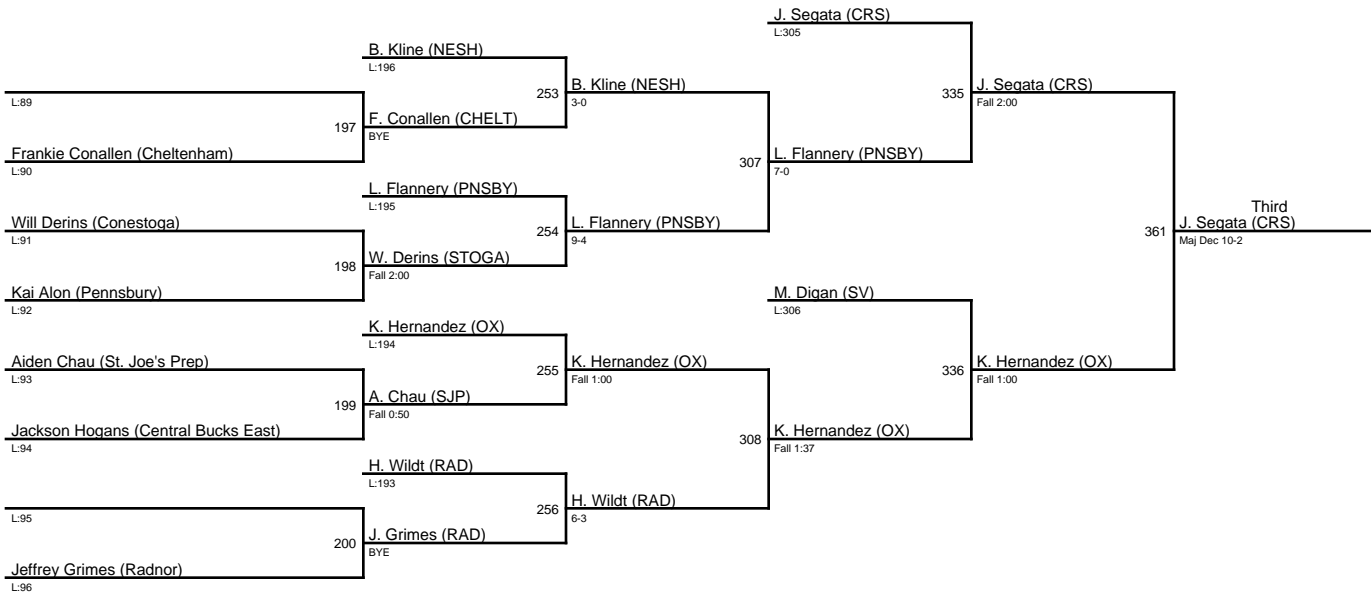 J. Segata (CRS)
L:305
B. Kline (NESH)
L:196
253
B. Kline (NESH)
3-0
335
J. Segata (CRS)
Fall 2:00
L:89
197
F. Conallen (CHELT)
BYE
Frankie Conallen (Cheltenham)
L:90
307
L. Flannery (PNSBY)
7-0
L. Flannery (PNSBY)
L:195
Will Derins (Conestoga)
L:91
254
L. Flannery (PNSBY)
9-4
361
Third
J. Segata (CRS)
Maj Dec 10-2
198
W. Derins (STOGA)
Fall 2:00
Kai Alon (Pennsbury)
L:92
M. Digan (SV)
L:306
K. Hernandez (OX)
L:194
Aiden Chau (St. Joe's Prep)
L:93
255
K. Hernandez (OX)
Fall 1:00
336
K. Hernandez (OX)
Fall 1:00
199
A. Chau (SJP)
Fall 0:50
Jackson Hogans (Central Bucks East)
L:94
308
K. Hernandez (OX)
Fall 1:37
H. Wildt (RAD)
L:193
L:95
256
H. Wildt (RAD)
6-3
200
J. Grimes (RAD)
BYE
Jeffrey Grimes (Radnor)
L:96